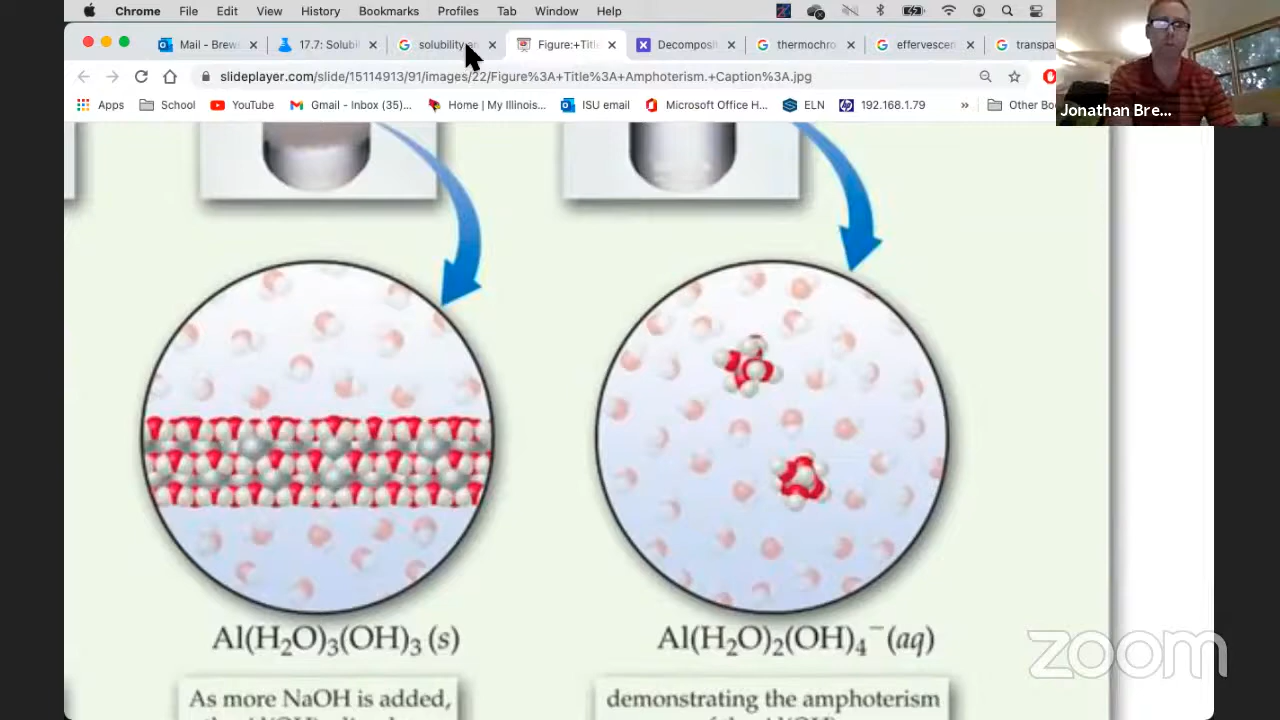 Chrome File Edit View History Bookmarks Profiles Tab Window Help
Mail - Brew 17.7: Solubil solubility Figure:+Titl Decomposit thermochro effervescen transpa
slideplayer.com/slide/15114913/91/images/22/Figure%3A+Title%3A+Amphoterism.+Caption%3A.jpg
Apps School YouTube Gmail - Inbox (35)... Home | My Illinois... ISU email Microsoft Office H... ELN 192.168.1.79 » Other Bo
Jonathan Bre...
Al(H₂O)₃(OH)₃ (s) Al(H₂O)₂(OH)₄⁻ (aq)
zoom
As more NaOH is added, demonstrating the amphoterism